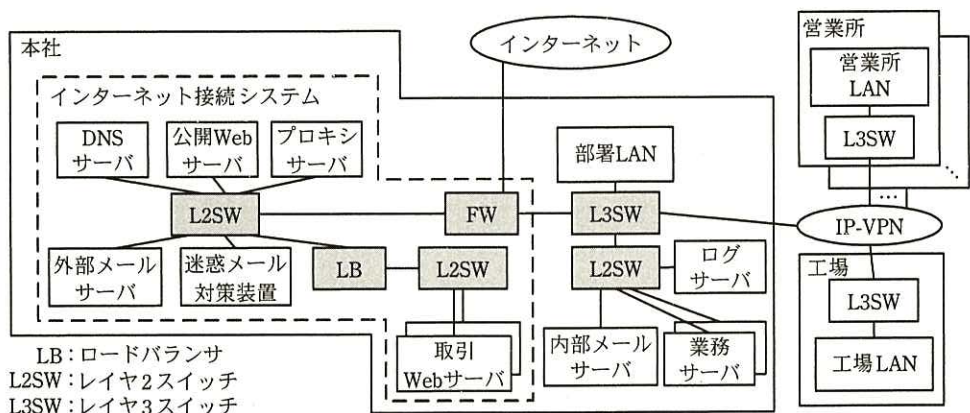 本社
インターネット
営業所
営業所
LAN
L3SW
インターネット接続システム
DNS
サーバ
公開Web
サーバ
プロキシ
サーバ
部署LAN
L2SW
FW
L3SW
IP-VPN
…
外部メール
サーバ
迷惑メール
対策装置
LB
L2SW
L2SW
ログ
サーバ
工場
L3SW
工場LAN
取引
Webサーバ
内部メール
サーバ
業務
サーバ
LB：ロードバランサ
L2SW：レイヤ2スイッチ
L3SW：レイヤ3スイッチ